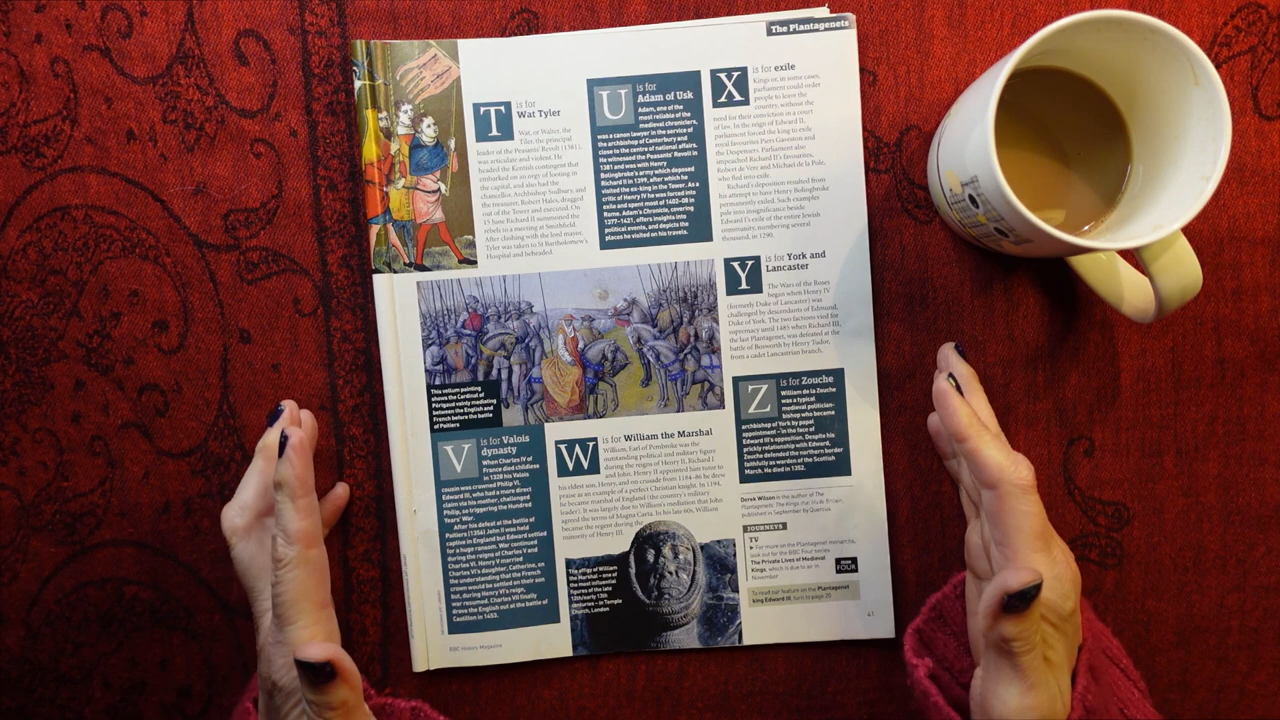 The Plantagenets
T
is for
Wat Tyler
Wat, or Walter, the
Tiler, the principal
leader of the Peasants' Revolt (1381),
was articulate and violent. He
headed the Kentish contingent that
embarked on an orgy of looting in
the capital, and also had the
chancellor, Archbishop Sudbury, and
the treasurer, Robert Hales, dragged
out of the Tower and executed. On
15 June Richard II summoned the
rebels to a meeting at Smithfield.
After clashing with the lord mayor,
Tyler was taken to St Bartholomew's
Hospital and beheaded.
U
is for
Adam of Usk
Adam, one of the
most reliable of the
medieval chroniclers,
was a canon lawyer in the service of
the archbishop of Canterbury and
close to the centre of national affairs.
He witnessed the Peasants' Revolt in
1381 and was with Henry
Bolingbroke's army which deposed
Richard II in 1399, after which he
visited the ex-king in the Tower. As a
critic of Henry IV he was forced into
exile and spent most of 1402–08 in
Rome. Adam's Chronicle, covering
1377–1421, offers insights into
political events, and depicts the
places he visited on his travels.
X
is for exile
Kings or, in some cases,
parliament could order
people to leave the
country, without the
need for their conviction in a court
of law. In the reign of Edward II,
parliament forced the king to exile
royal favourites Piers Gaveston and
the Despensers. Parliament also
impeached Richard II's favourites,
Robert de Vere and Michael de la Pole,
who fled into exile.
Richard's deposition resulted from
his attempt to have Henry Bolingbroke
permanently exiled. Such examples
pale into insignificance beside
Edward I's exile of the entire Jewish
community, numbering several
thousand, in 1290.
Y
is for York and
Lancaster
The Wars of the Roses
began when Henry IV
(formerly Duke of Lancaster) was
challenged by descendants of Edmund,
Duke of York. The two factions vied for
supremacy until 1485 when Richard III,
the last Plantagenet, was defeated at the
battle of Bosworth by Henry Tudor,
from a cadet Lancastrian branch.
This vellum painting
shows the Cardinal of
Périgord vainly mediating
between the English and
French before the battle
of Poitiers
V
is for Valois
dynasty
When Charles IV of
France died childless
in 1328 his Valois
cousin was crowned Philip VI.
Edward III, who had a more direct
claim via his mother, challenged
Philip, so triggering the Hundred
Years' War.
After his defeat at the battle of
Poitiers (1356) John II was held
captive in England but Edward settled
for a huge ransom. War continued
during the reigns of Charles V and
Charles VI. Henry V married
Charles VI's daughter, Catherine, on
the understanding that the French
crown would be settled on their son
but, during Henry VI's reign,
war resumed. Charles VII finally
drove the English out at the battle of
Castillon in 1453.
W
is for William the Marshal
William, Earl of Pembroke was the
outstanding political and military figure
during the reigns of Henry II, Richard I
and John. Henry II appointed him tutor to
his eldest son, Henry, and on crusade from 1184–86 he drew
praise as an example of a perfect Christian knight. In 1194,
he became marshal of England (the country's military
leader). It was largely due to William's mediation that John
agreed the terms of Magna Carta. In his late 60s, William
became the regent during the
minority of Henry III.
The effigy of William
the Marshal – one of
the most influential
figures of the late
12th/early 13th
centuries – in Temple
Church, London
Z
is for Zouche
William de la Zouche
was a typical
medieval politician-
bishop who became
archbishop of York by papal
appointment – in the face of
Edward III's opposition. Despite his
prickly relationship with Edward,
Zouche defended the northern border
faithfully as warden of the Scottish
March. He died in 1352.
Derek Wilson is the author of The
Plantagenets: The Kings that Made Britain,
published in September by Quercus
JOURNEYS
TV
For more on the Plantagenet monarchs,
look out for the BBC Four series
The Private Lives of Medieval
Kings, which is due to air in
November
BBC
FOUR
To read our feature on the Plantagenet
king Edward III, turn to page 20
BBC History Magazine
41